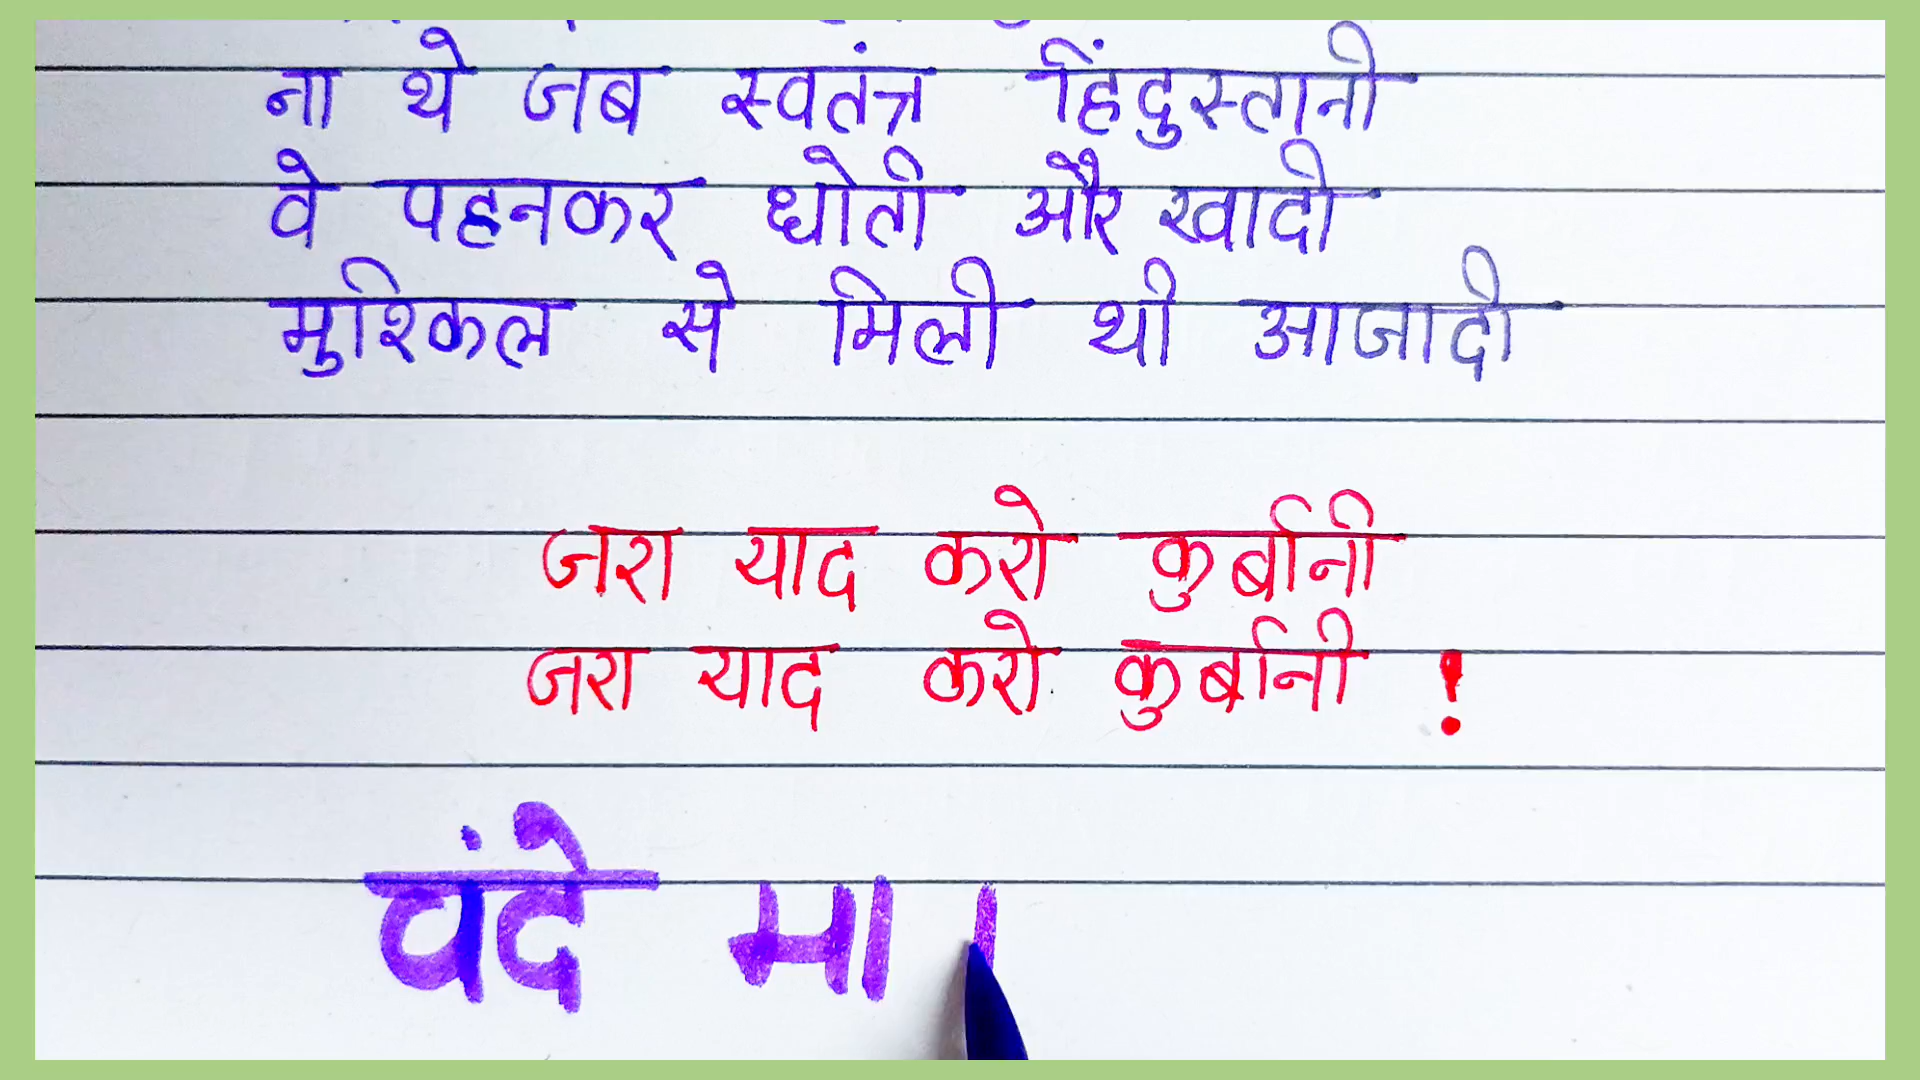 ना थे जब स्वतंत्र हिंदुस्तानी
वे पहनकर धोती और खादी
मुश्किल से मिली थी आजादी
जरा याद करो कुर्बानी
जरा याद करो कुर्बानी !
वंदे मा